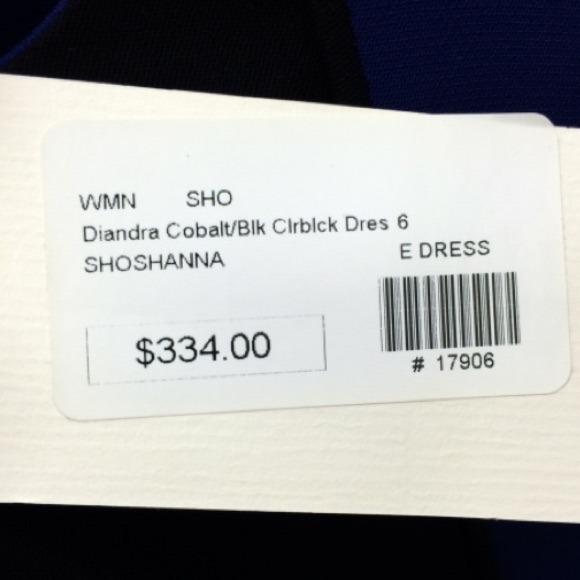 WMN SHO
Diandra Cobalt/Blk Clrblck Dres 6
SHOSHANNA
E DRESS
$334.00
# 17906